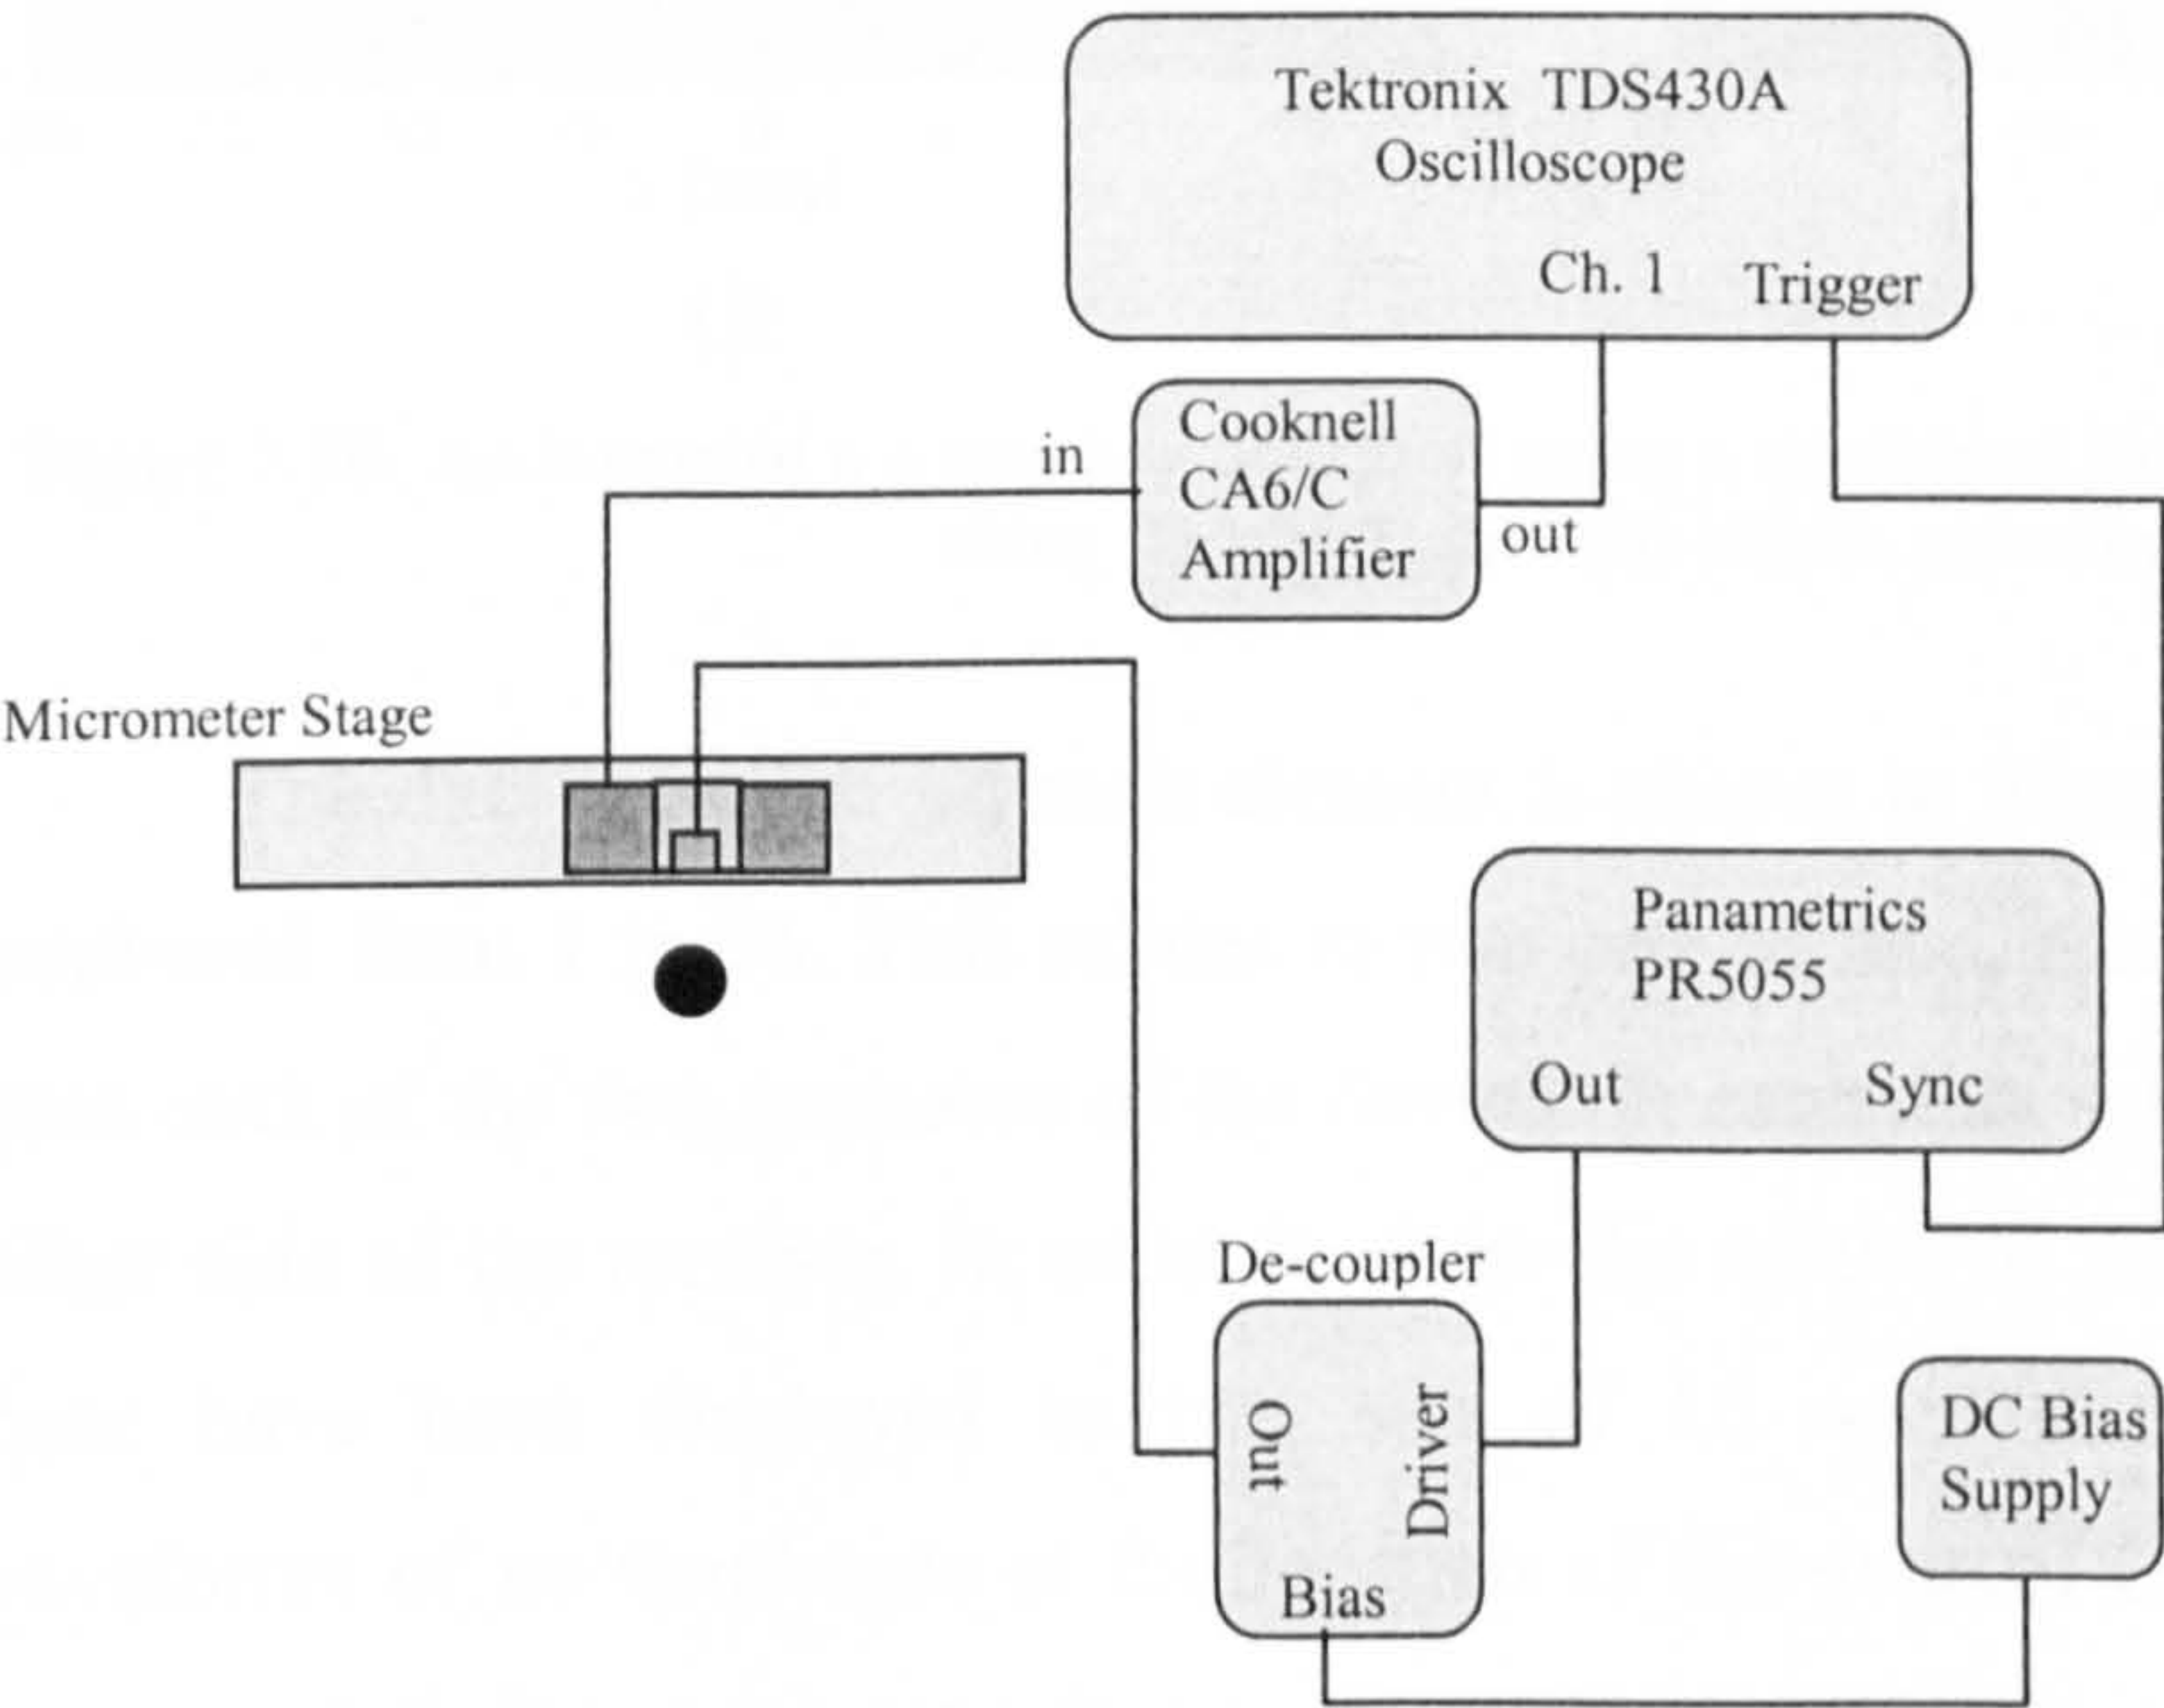 Tektronix TDS430A
Oscilloscope
Ch. 1
Trigger
Cooknell
CA6/C
Amplifier
in
out
Micrometer Stage
Panametrics
PR5055
Out
Sync
De-coupler
Out
Driver
Bias
DC Bias
Supply